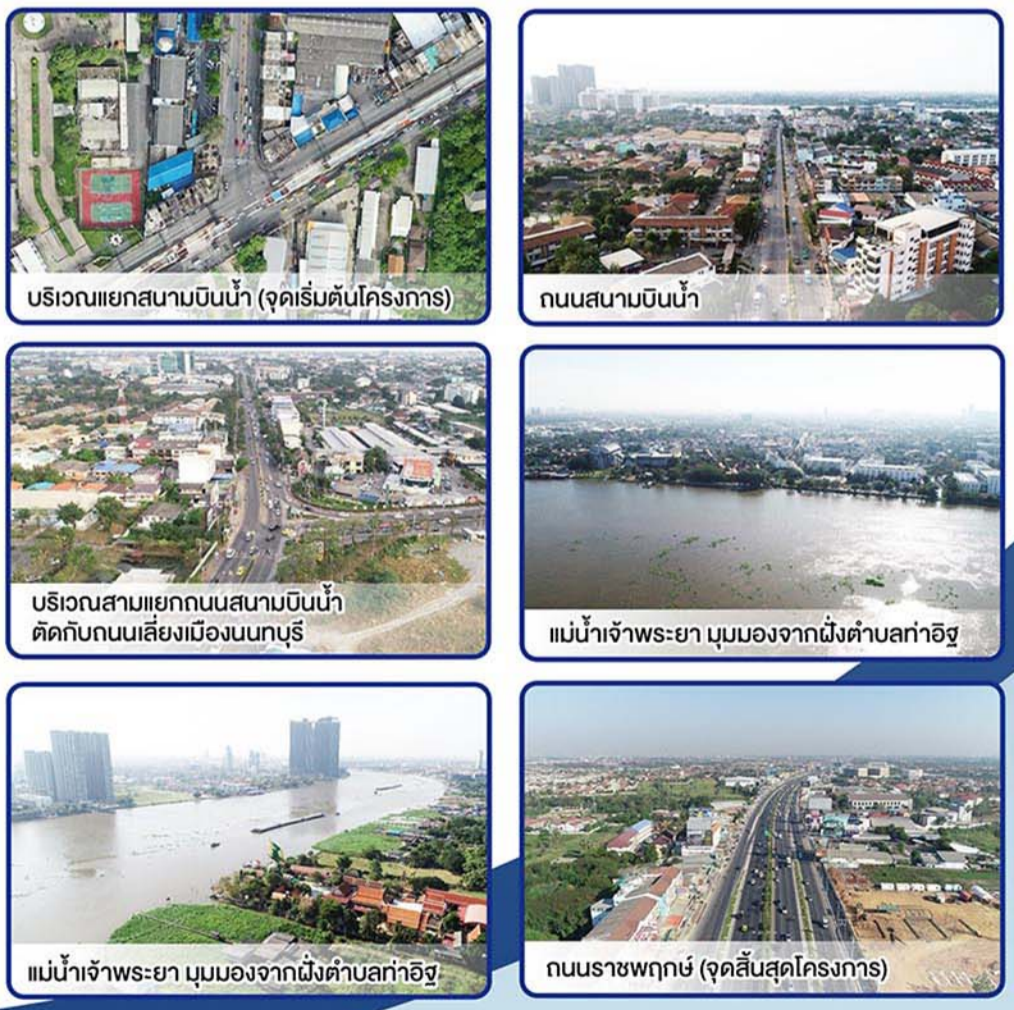 บริเวณแยกสนามบินน้ำ (จุดเริ่มต้นโครงการ)
ถนนสนามบินน้ำ
บริเวณสามแยกถนนสนามบินน้ำ
ตัดกับถนนเลี่ยงเมืองนนทบุรี
แม่น้ำเจ้าพระยา มุมมองจากฝั่งตำบลท่าอิฐ
แม่น้ำเจ้าพระยา มุมมองจากฝั่งตำบลท่าอิฐ
ถนนราชพฤกษ์ (จุดสิ้นสุดโครงการ)